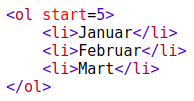 <ol start=5>
    <li>Januar</li>
    <li>Februar</li>
    <li>Mart</li>
</ol>